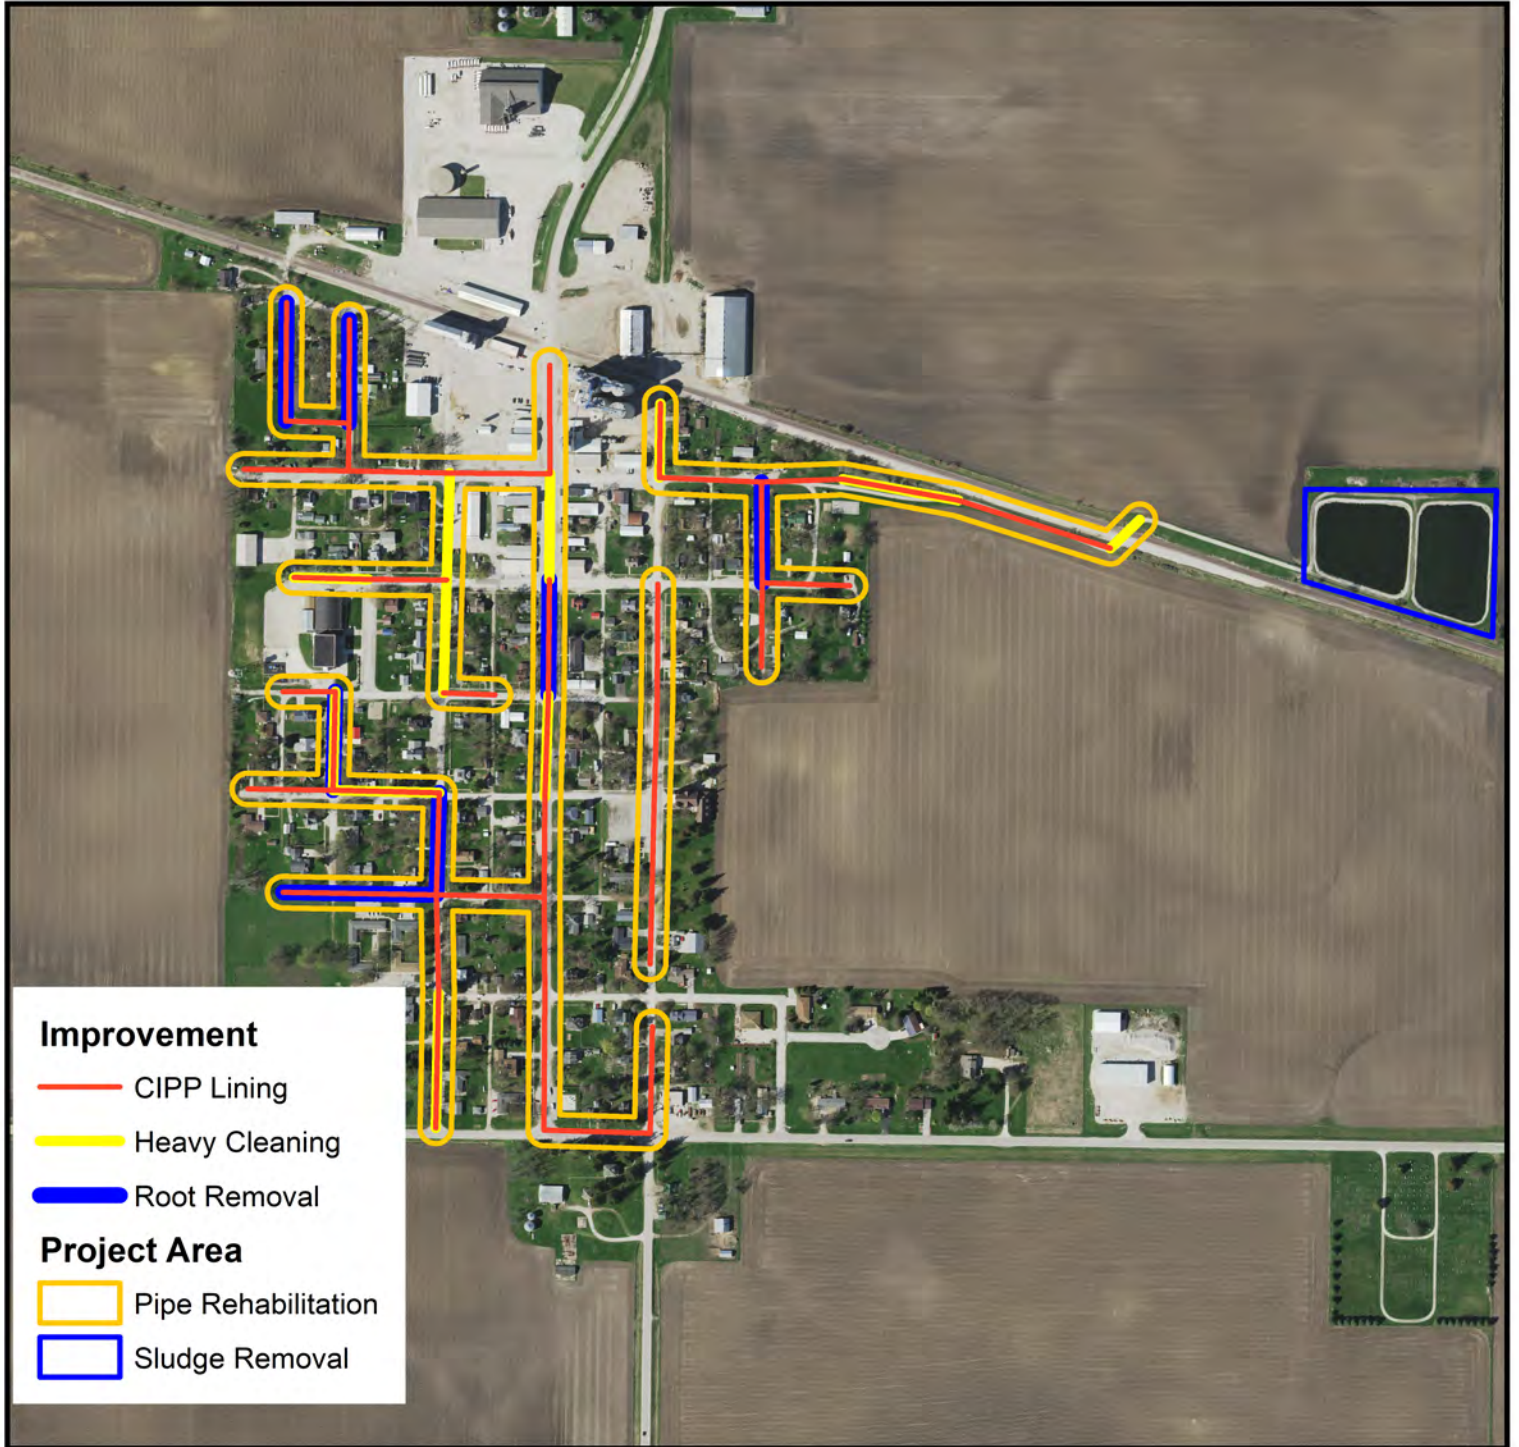 Improvement
CIPP Lining
Heavy Cleaning
Root Removal
Project Area
Pipe Rehabilitation
Sludge Removal